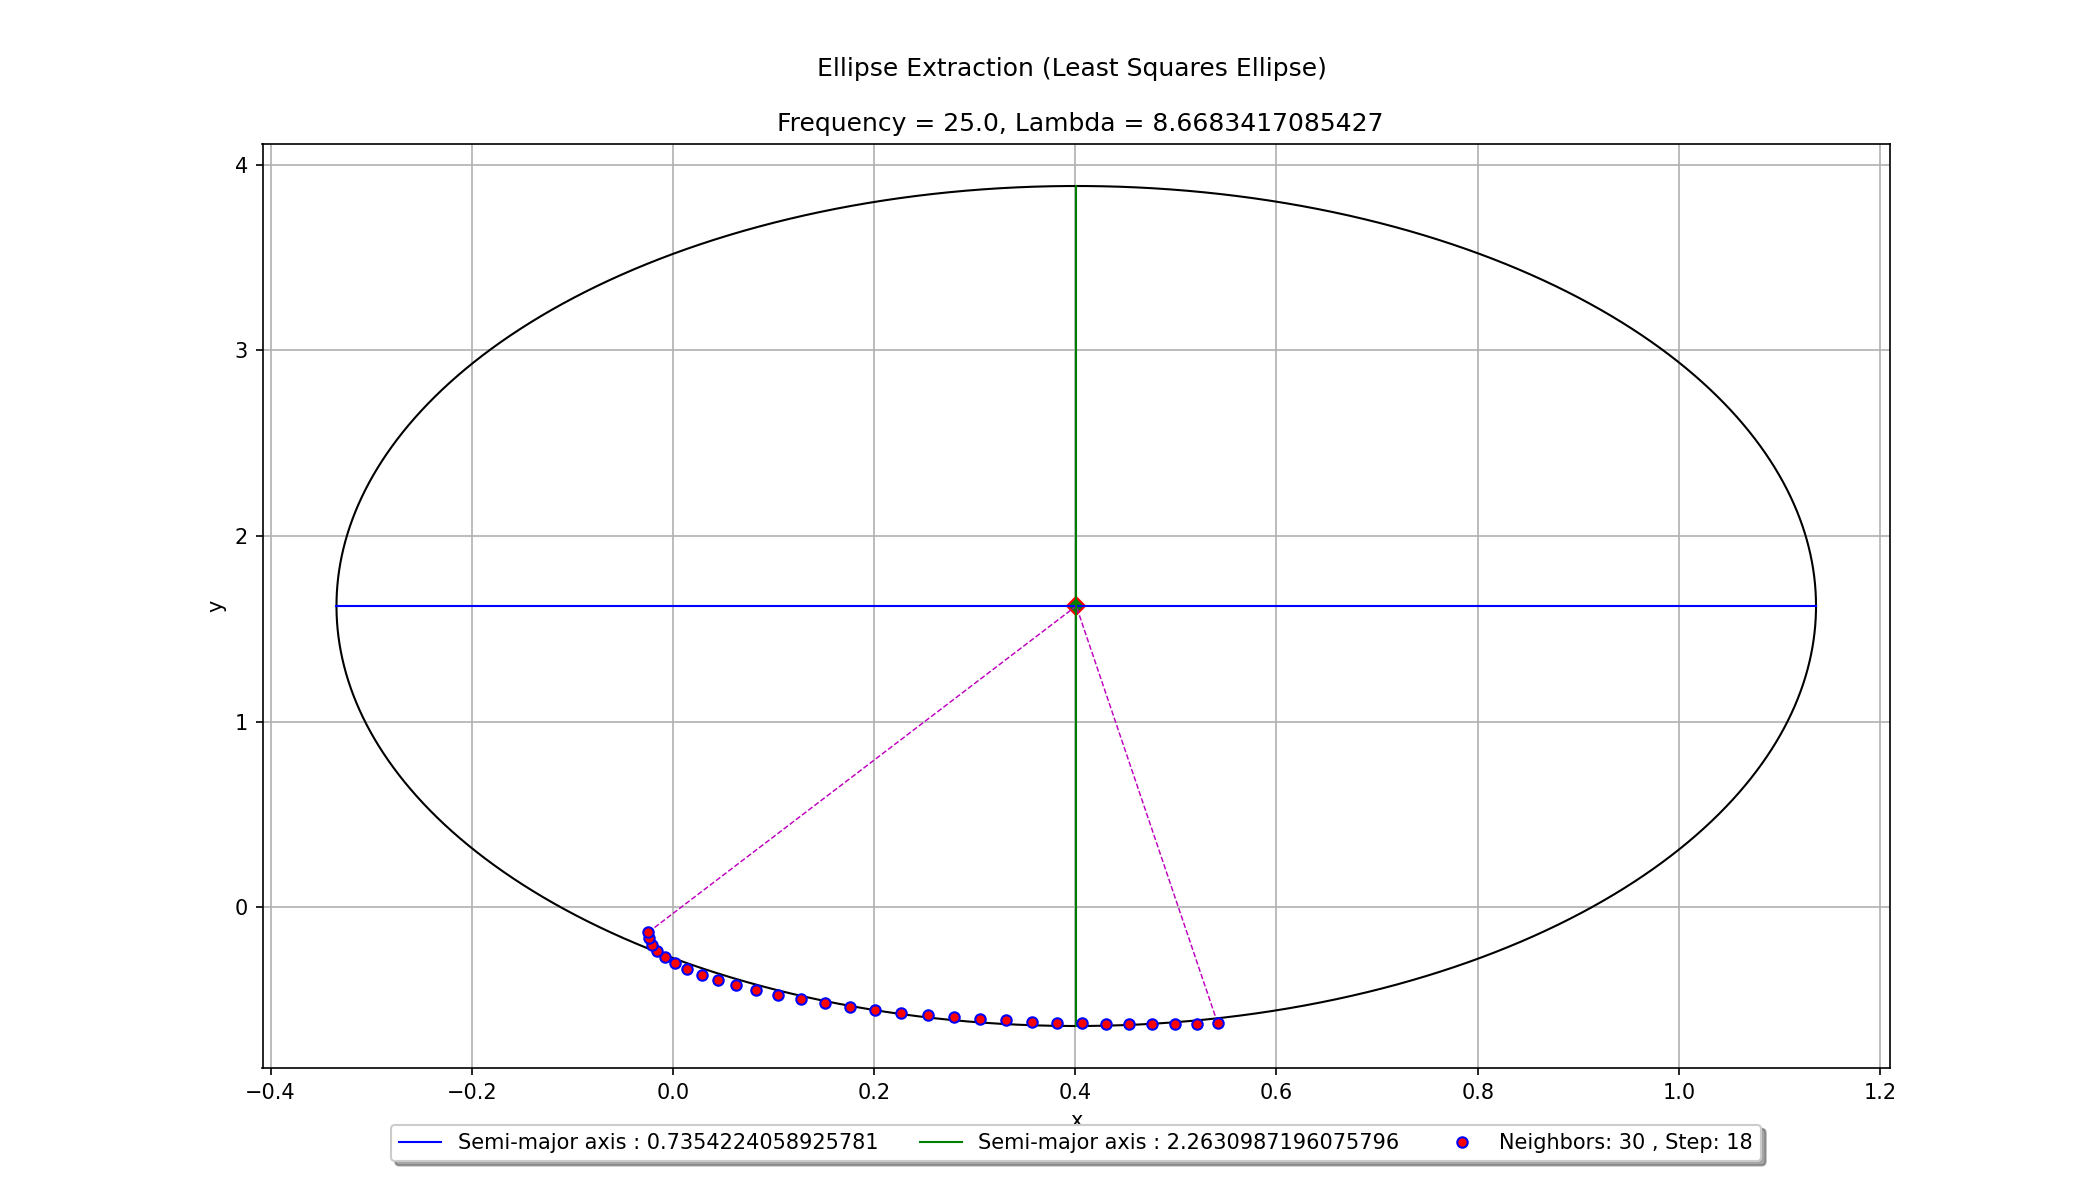 Ellipse Extraction (Least Squares Ellipse)
Frequency = 25.0, Lambda = 8.6683417085427
4
3
2
1
0
y
−0.4 −0.2 0.0 0.2 0.4 0.6 0.8 1.0 1.2
x
Semi-major axis : 0.7354224058925781 Semi-major axis : 2.2630987196075796 Neighbors: 30 , Step: 18